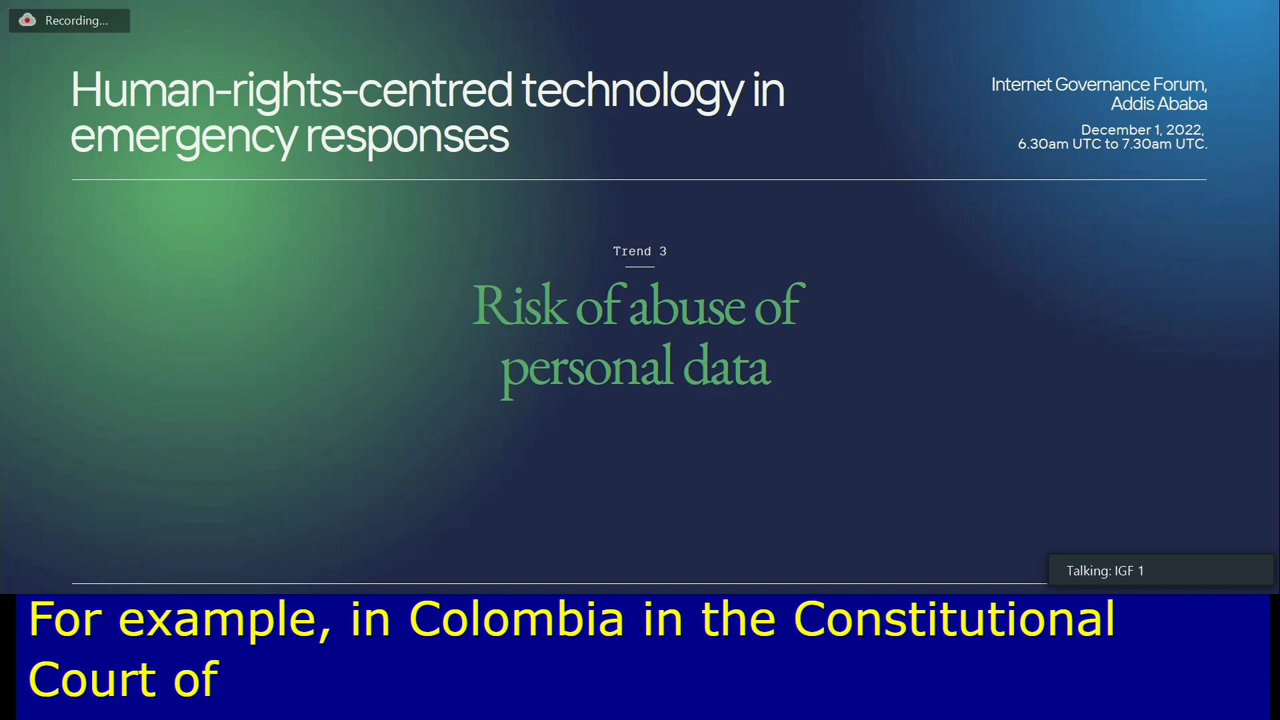 Recording...
Human-rights-centred technology in
emergency responses
Internet Governance Forum,
Addis Ababa
December 1, 2022,
6.30am UTC to 7.30am UTC.
Trend 3
Risk of abuse of
personal data
Talking: IGF 1
For example, in Colombia in the Constitutional
Court of